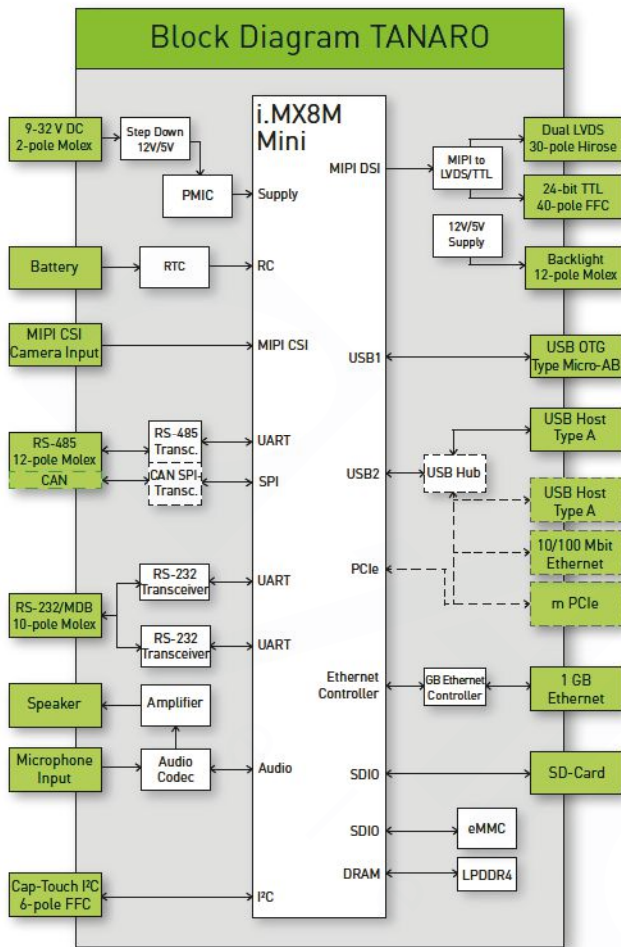 Block Diagram TANARO
9-32 V DC
2-pole Molex
Step Down
12V/5V
PMIC
Battery
RTC
MIPI CSI
Camera Input
RS-485
12-pole Molex
CAN
RS-485
Transc.
CAN SPI-
Transc.
RS-232/MDB
10-pole Molex
RS-232
Transceiver
RS-232
Transceiver
Speaker
Amplifier
Microphone
Input
Audio
Codec
Cap-Touch I²C
6-pole FFC
i.MX8M
Mini
Supply
RC
MIPI CSI
UART
SPI
UART
UART
Audio
I²C
MIPI DSI
USB1
USB2
PCIe
Ethernet
Controller
SDIO
SDIO
DRAM
MIPI to
LVDS/TTL
12V/5V
Supply
USB Hub
GB Ethernet
Controller
eMMC
LPDDR4
Dual LVDS
30-pole Hirose
24-bit TTL
40-pole FFC
Backlight
12-pole Molex
USB OTG
Type Micro-AB
USB Host
Type A
USB Host
Type A
10/100 Mbit
Ethernet
m PCIe
1 GB
Ethernet
SD-Card